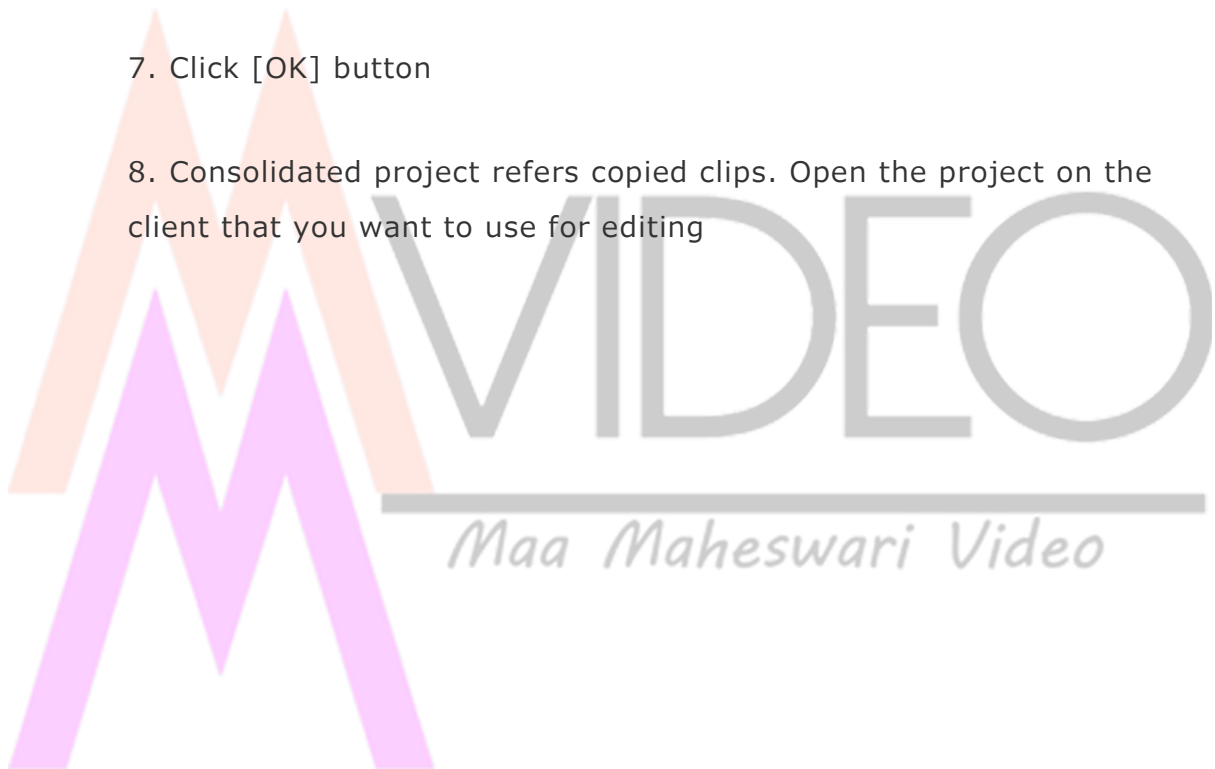 7. Click [OK] button
8. Consolidated project refers copied clips. Open the project on the
client that you want to use for editing
VIDEO
Maa Maheswari Video